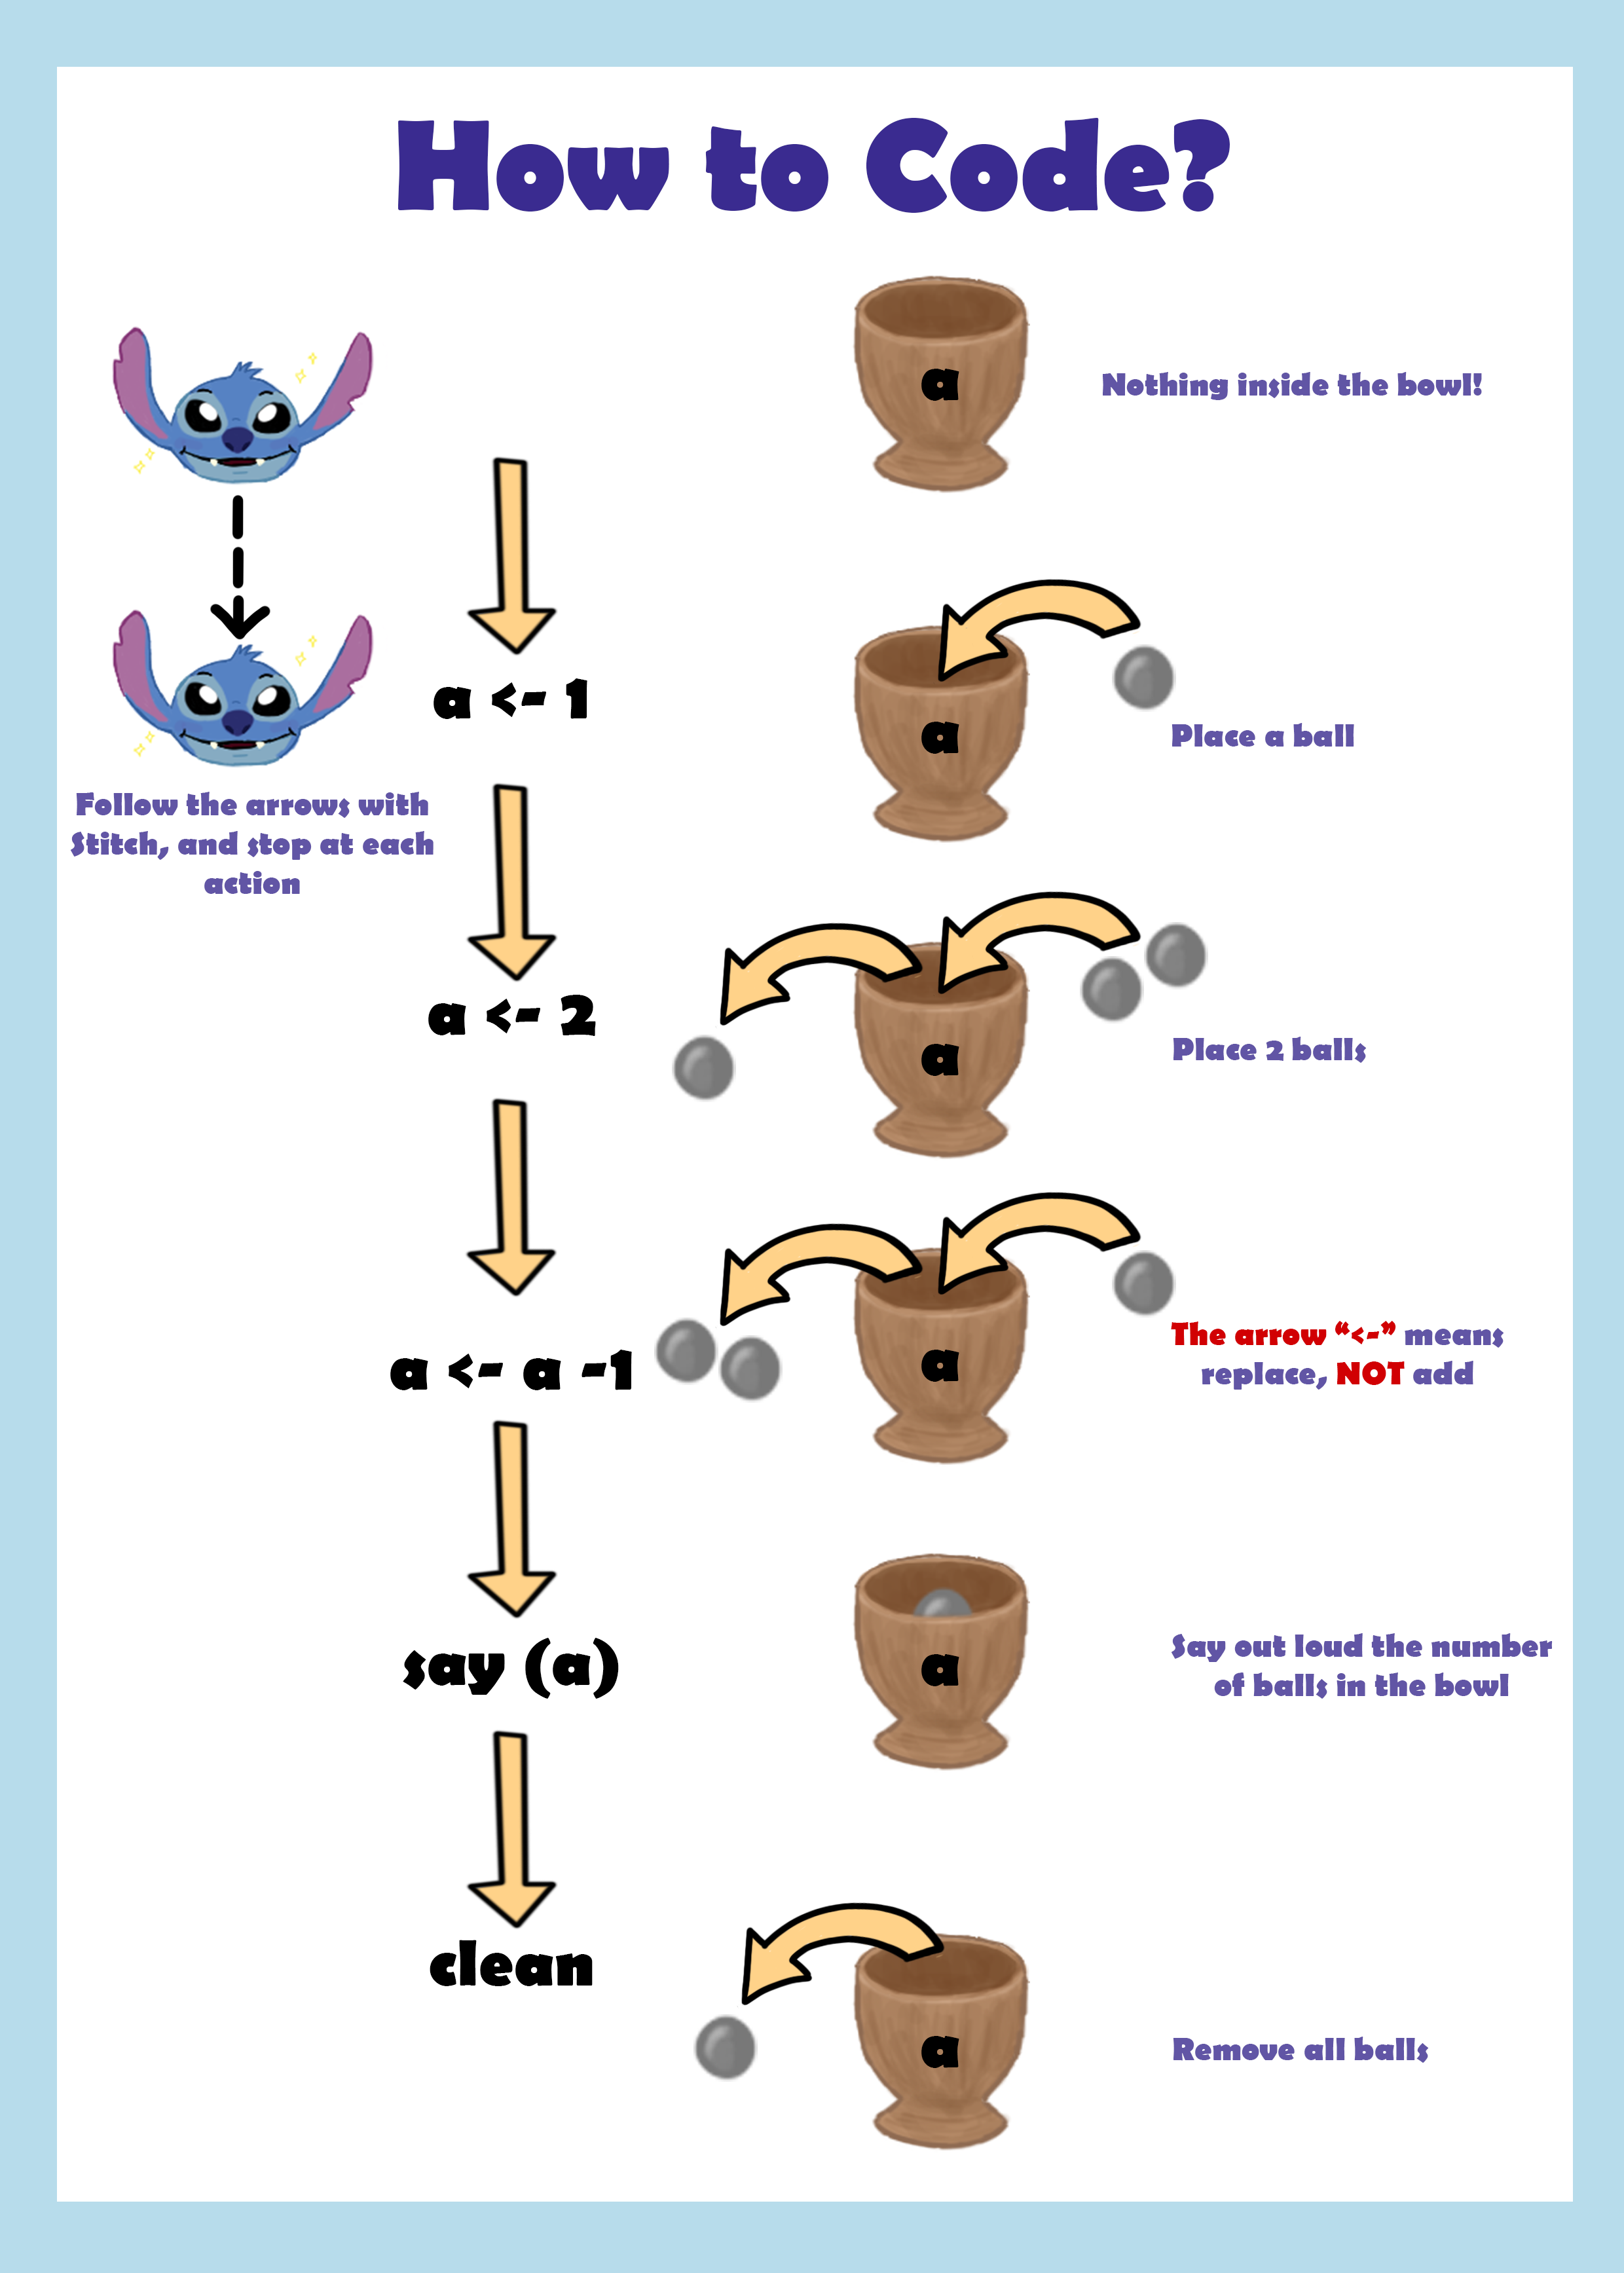 How to Code?
a
Nothing inside the bowl!
a <- 1
a
Place a ball
Follow the arrows with
Stitch, and stop at each
action
a <- 2
a
Place 2 balls
a <- a -1
a
The arrow “<-” means
replace, NOT add
say (a)
a
Say out loud the number
of balls in the bowl
clean
a
Remove all balls